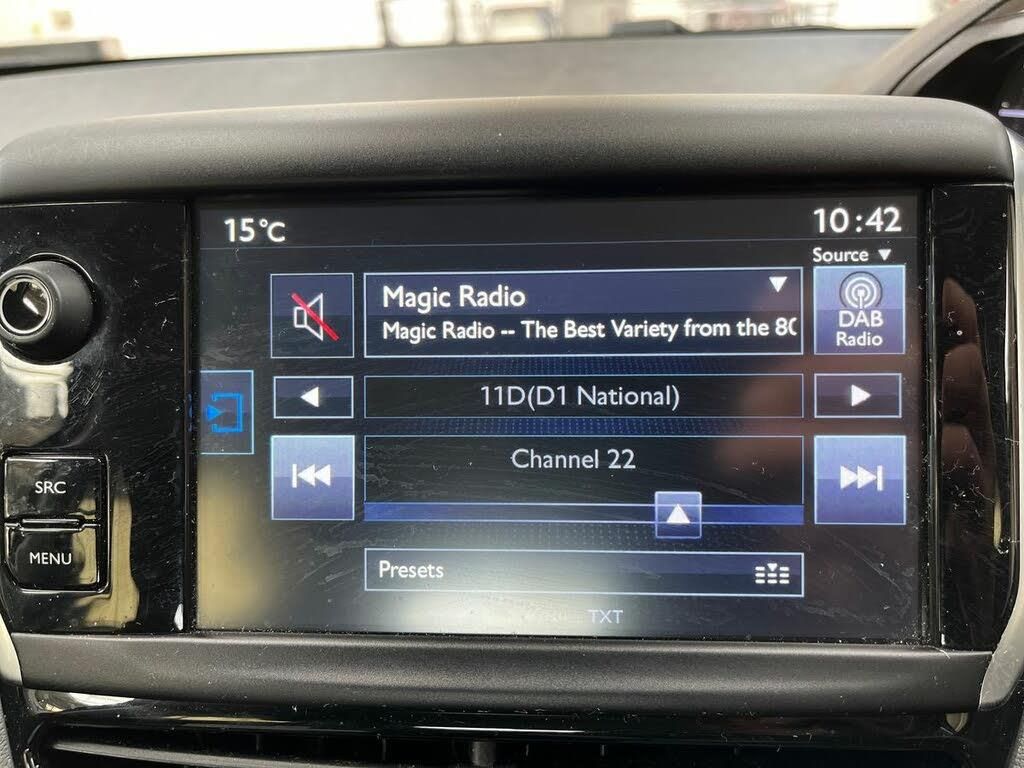 15°C
10:42
Source ▼
Magic Radio
Magic Radio -- The Best Variety from the 80
DAB
Radio
11D(D1 National)
Channel 22
SRC
MENU
Presets
TXT